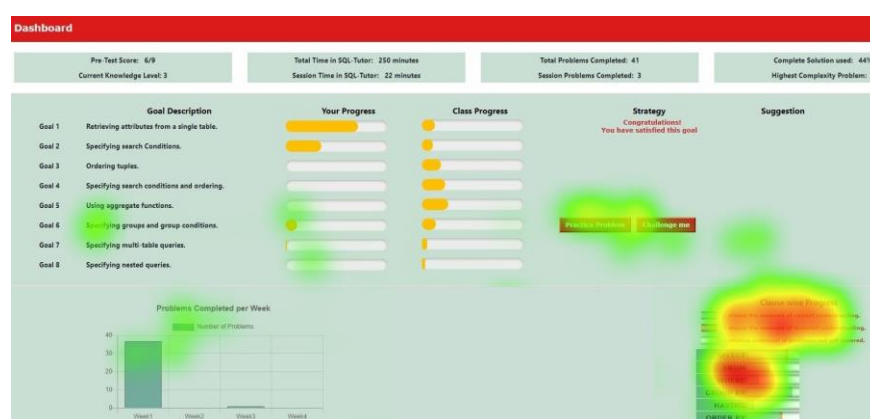 Dashboard
Pre-Test Score: 6/9
Current Knowledge Level: 3
Total Time in SQL-Tutor: 250 minutes
Session Time in SQL-Tutor: 22 minutes
Total Problems Completed: 41
Session Problems Completed: 3
Complete Solution used: 44%
Highest Complexity Problem:
Goal Description Your Progress Class Progress Strategy Suggestion
Goal 1 Retrieving attributes from a single table.
Congratulations!
You have satisfied this goal
Goal 2 Specifying search Conditions.
Goal 3 Ordering tuples.
Goal 4 Specifying search conditions and ordering.
Goal 5 Using aggregate functions.
Goal 6 Specifying groups and group conditions. Practice Problem Challenge me
Goal 7 Specifying multi-table queries.
Goal 8 Specifying nested queries.
Problems Completed per Week
Number of Problems
40
30
20
10
0
Week1 Week2 Week3 Week4
Clause wise Progress
ORDER BY